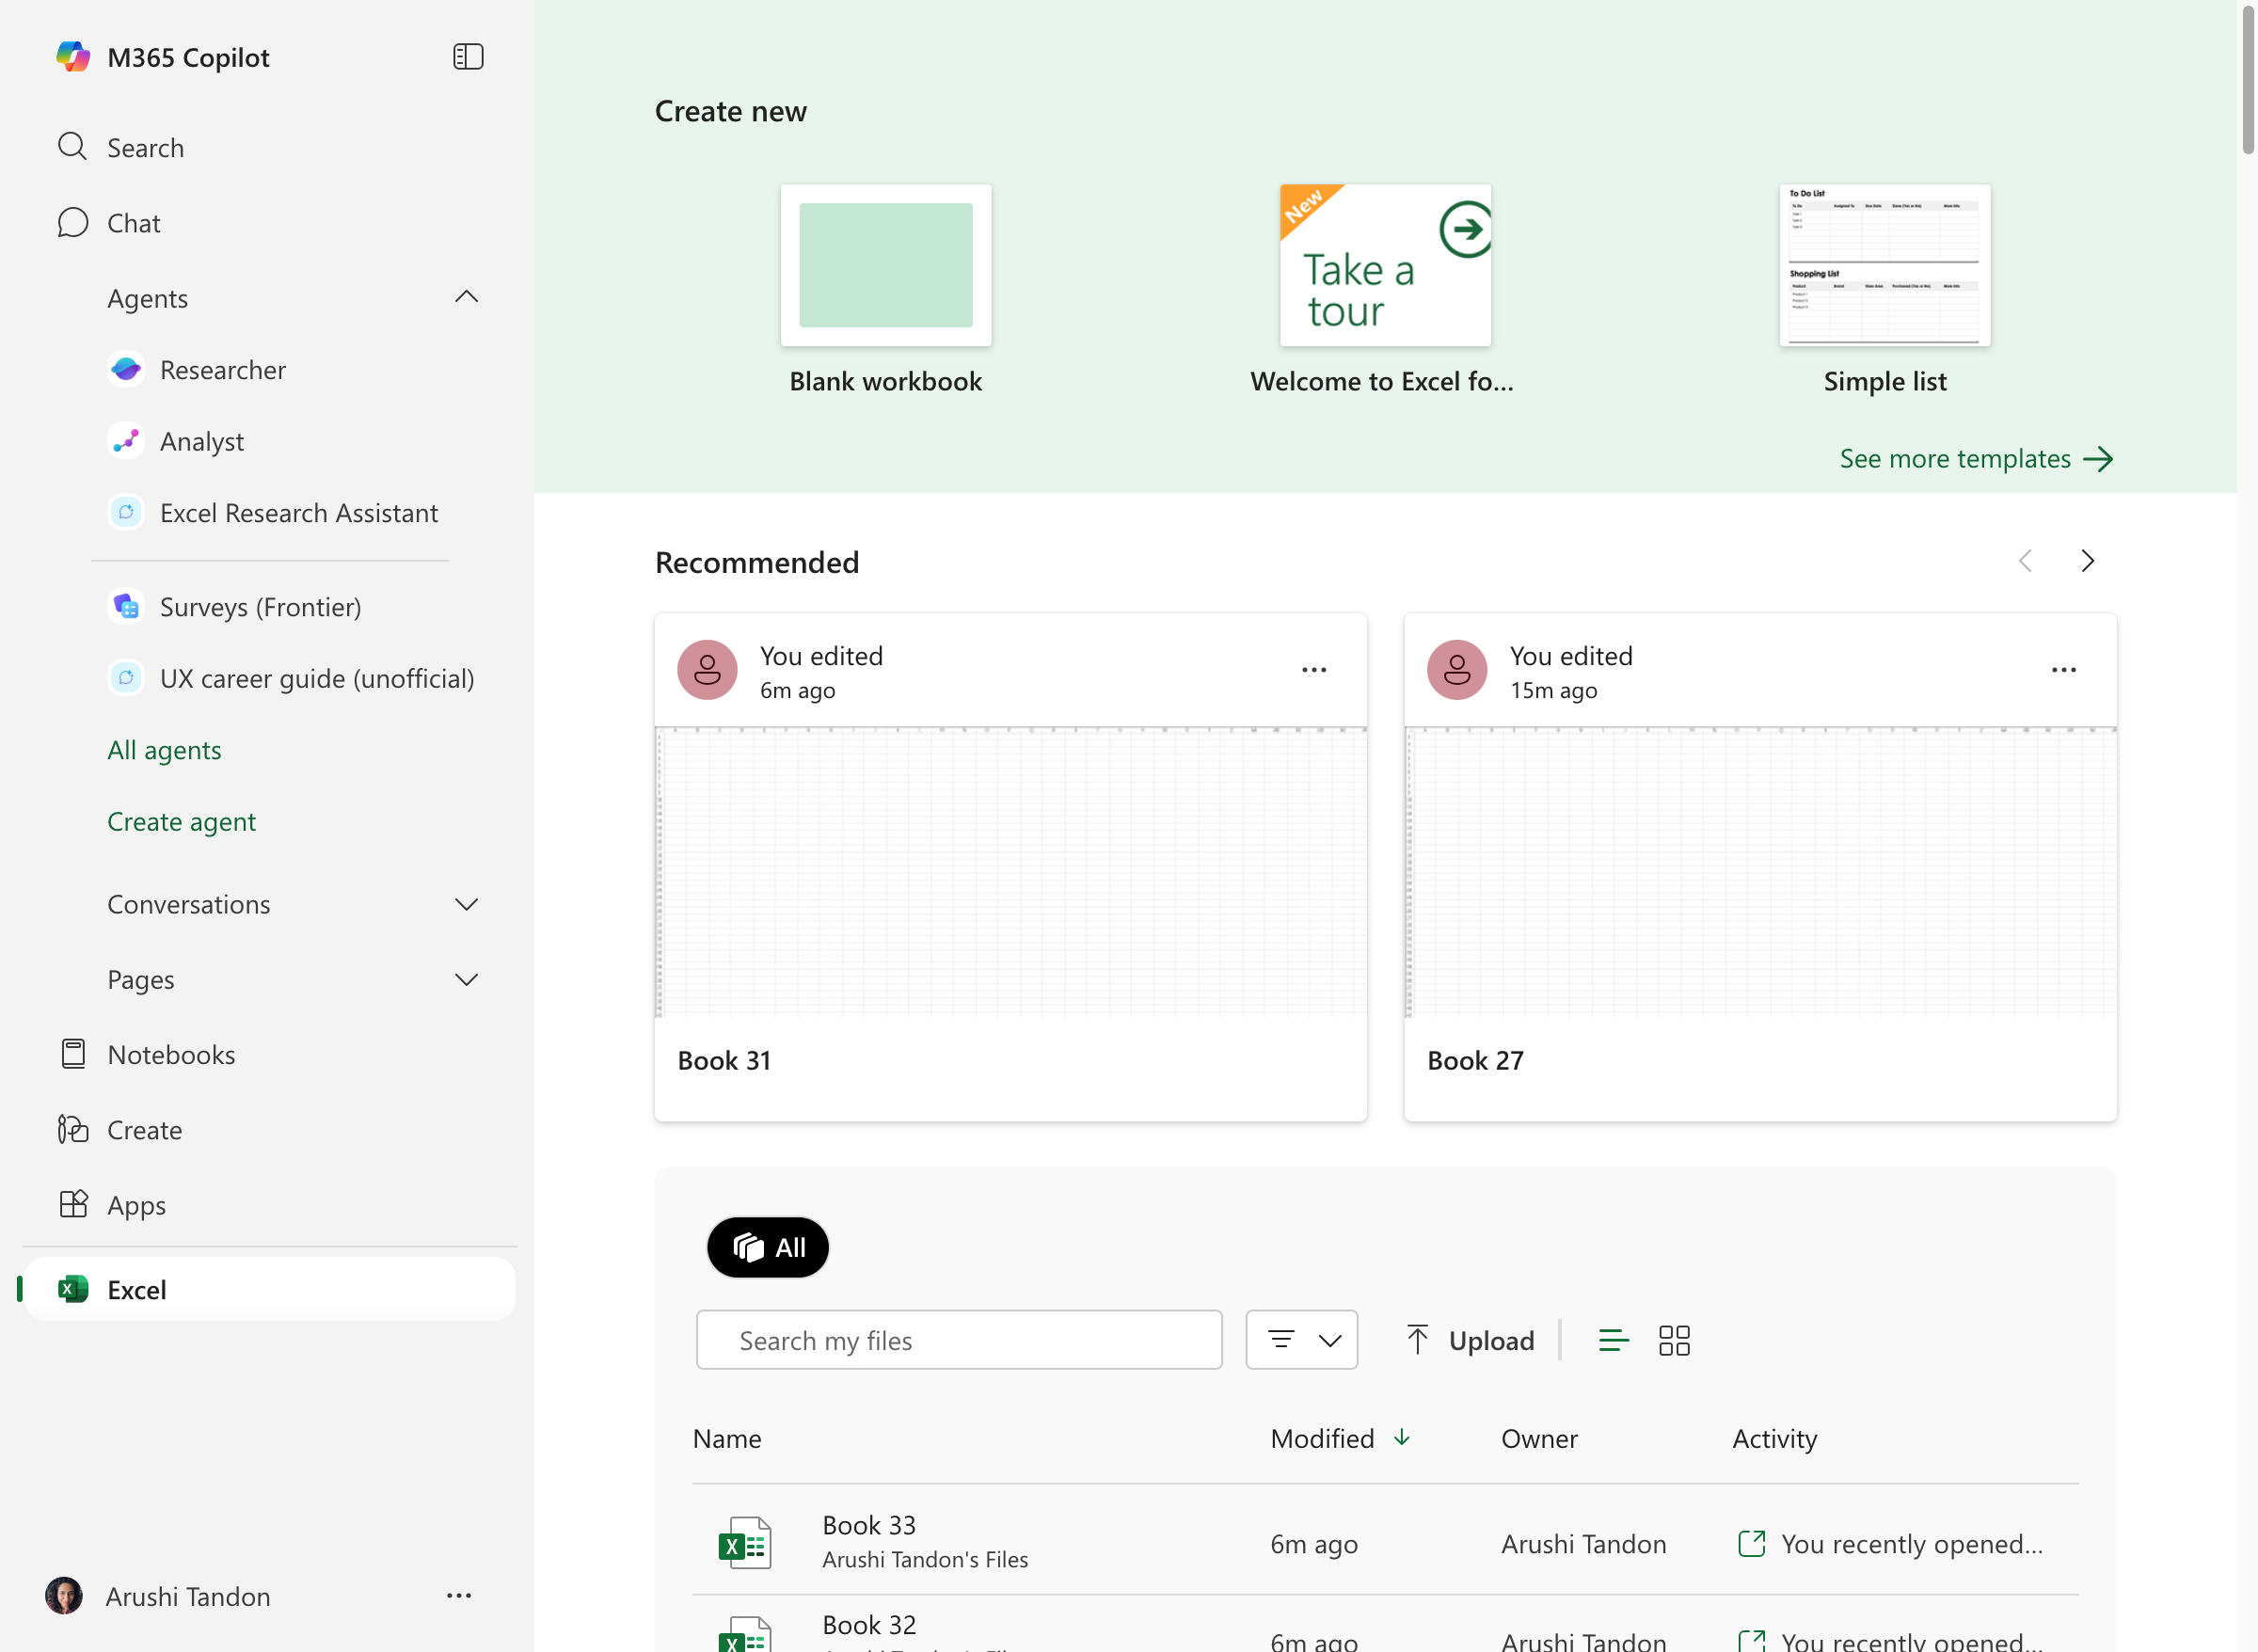 M365 Copilot
Search
Chat
Agents
Researcher
Analyst
Excel Research Assistant
Surveys (Frontier)
UX career guide (unofficial)
All agents
Create agent
Conversations
Pages
Notebooks
Create
Apps
Excel
Arushi Tandon
Create new
Blank workbook
New
Take a
tour
Welcome to Excel fo...
To Do List
Shopping List
Simple list
See more templates
Recommended
You edited
6m ago
Book 31
You edited
15m ago
Book 27
All
Search my files
Upload
Name Modified Owner Activity
Book 33
Arushi Tandon's Files
6m ago
Arushi Tandon
You recently opened...
Book 32
6m ago
Arushi Tandon
You recently opened...